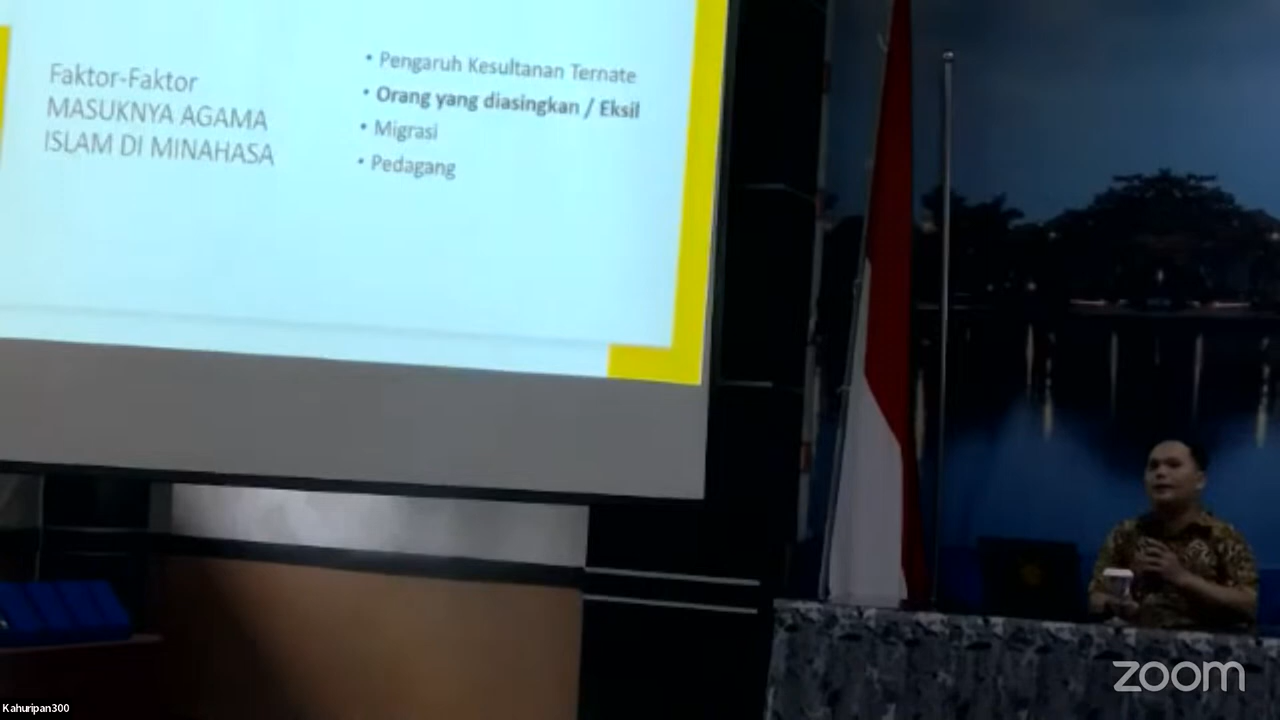 Faktor-Faktor
MASUKNYA AGAMA
ISLAM DI MINAHASA
• Pengaruh Kesultanan Ternate
• Orang yang diasingkan / Eksil
• Migrasi
• Pedagang
zoom
Kahuripan300